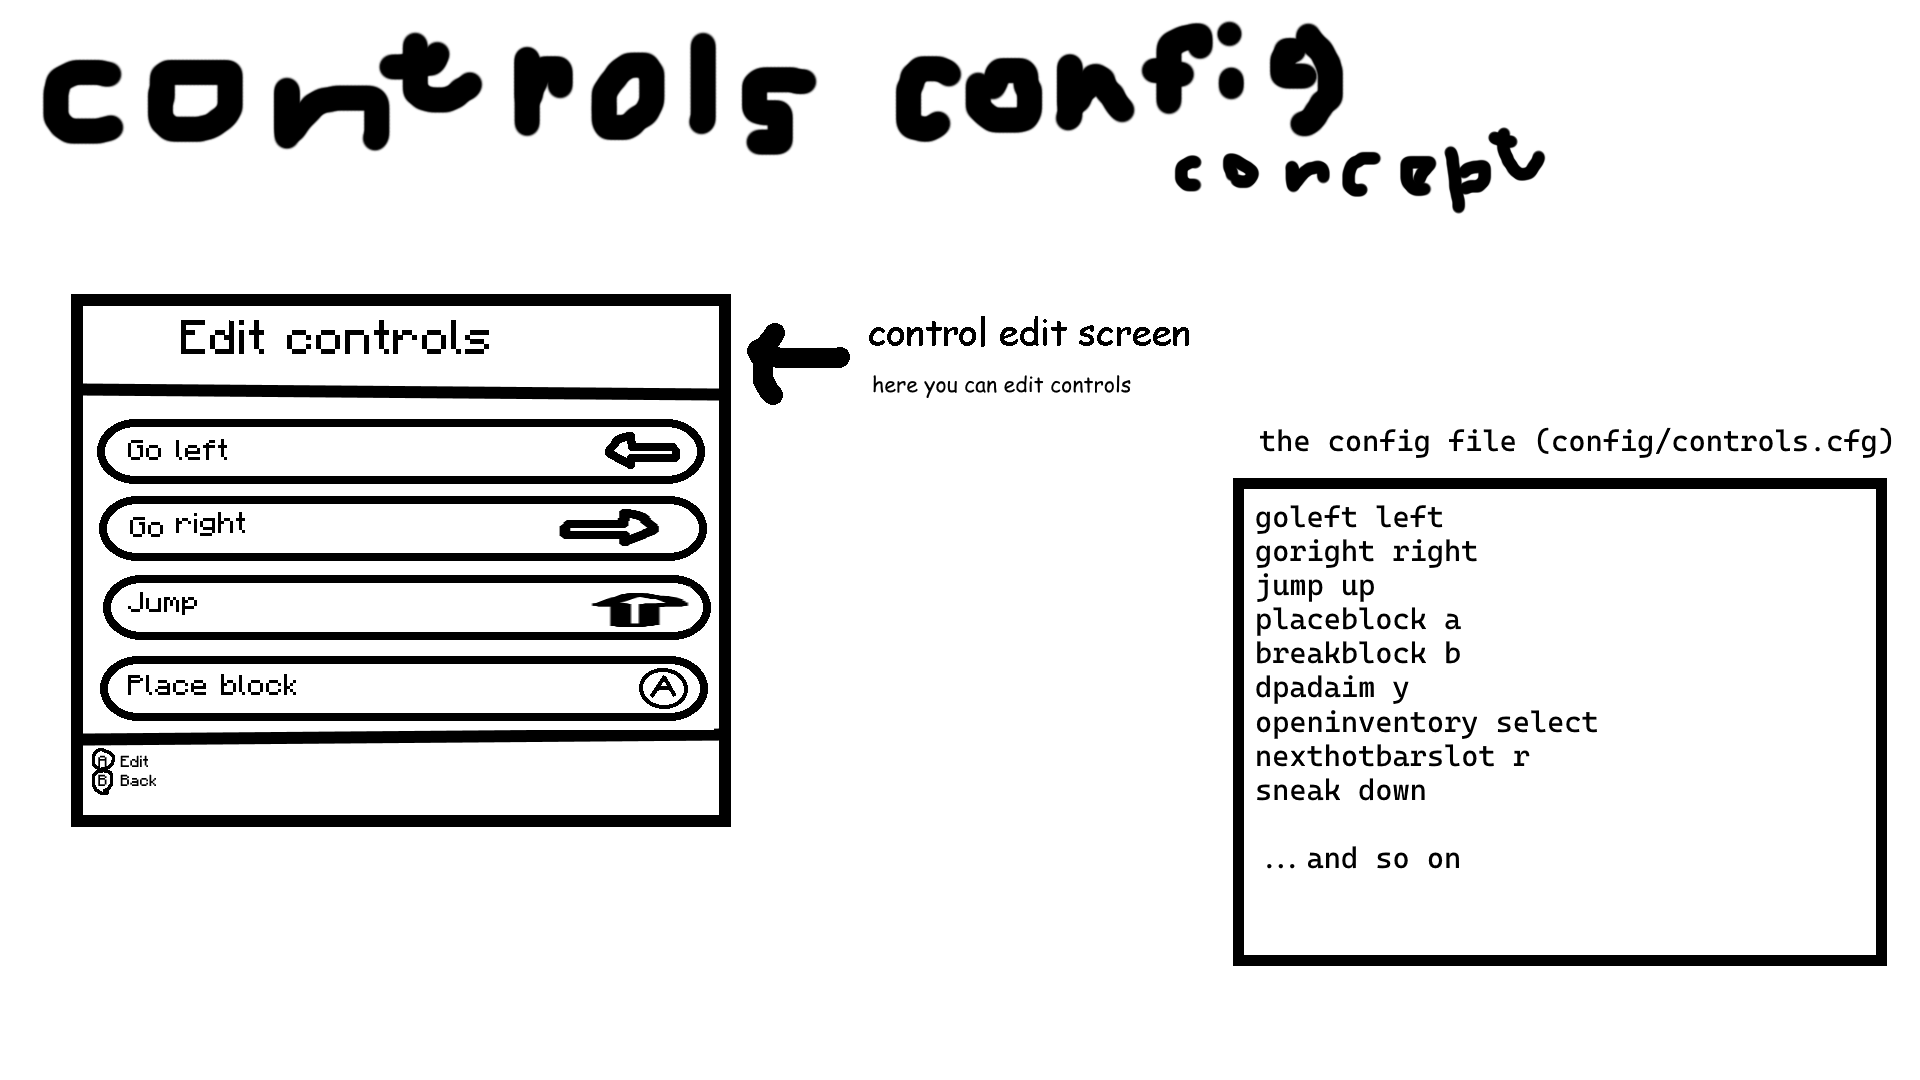 controls config
concept
Edit controls
Go left
Go right
Jump
Place block
A
A Edit
B Back
control edit screen
here you can edit controls
the config file (config/controls.cfg)
goleft left
goright right
jump up
placeblock a
breakblock b
dpadaim y
openinventory select
nexthotbarslot r
sneak down
...and so on